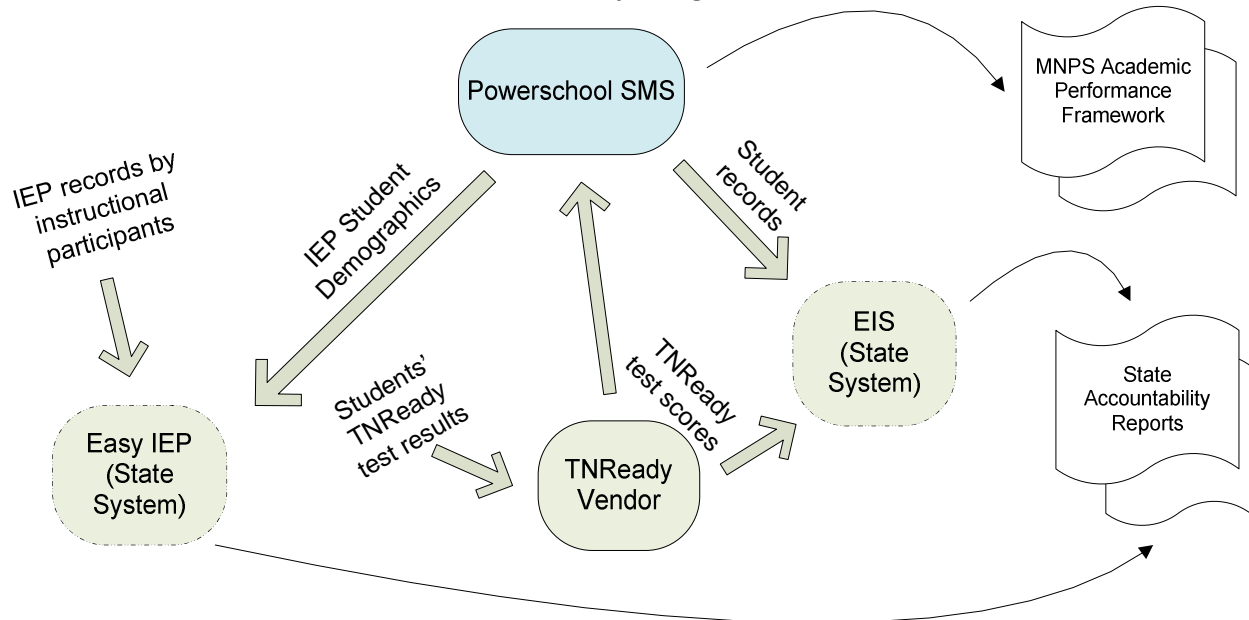 Powerschool SMS
MNPS Academic
Performance
Framework
IEP records by
instructional
participants
IEP Student
Demographics
Student
records
EIS
(State
System)
State
Accountability
Reports
Students'
TNReady
test results
TNReady
test scores
Easy IEP
(State
System)
TNReady
Vendor